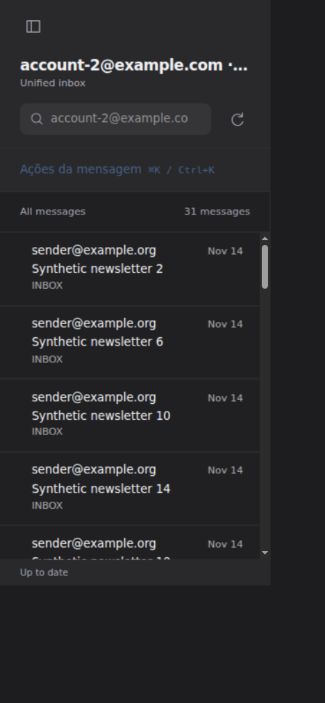 account-2@example.com ·...
Unified inbox
account-2@example.co
Ações da mensagem ⌘K / Ctrl+K
All messages 31 messages
sender@example.org Nov 14
Synthetic newsletter 2
INBOX
sender@example.org Nov 14
Synthetic newsletter 6
INBOX
sender@example.org Nov 14
Synthetic newsletter 10
INBOX
sender@example.org Nov 14
Synthetic newsletter 14
INBOX
sender@example.org Nov 14
Synthetic newsletter
Up to date